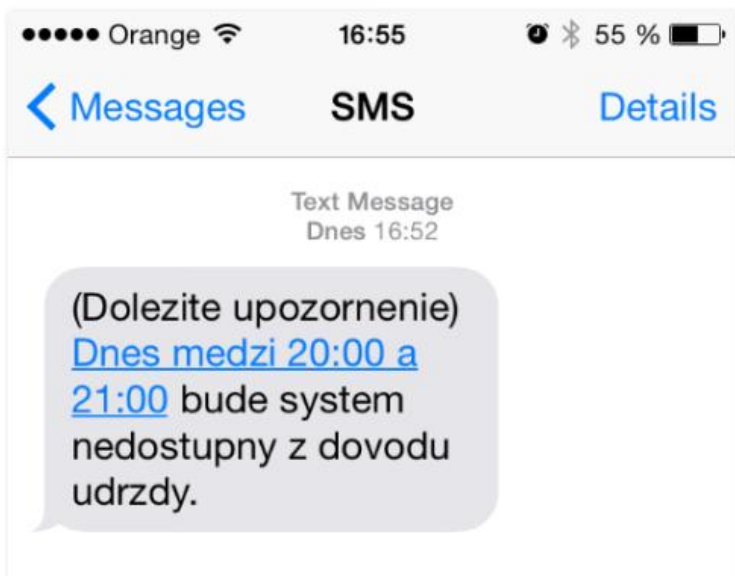 Orange 16:55 55 %
Messages SMS Details
Text Message
Dnes 16:52
(Dolezite upozornenie)
Dnes medzi 20:00 a
21:00 bude system
nedostupny z dovodu
udrzdy.